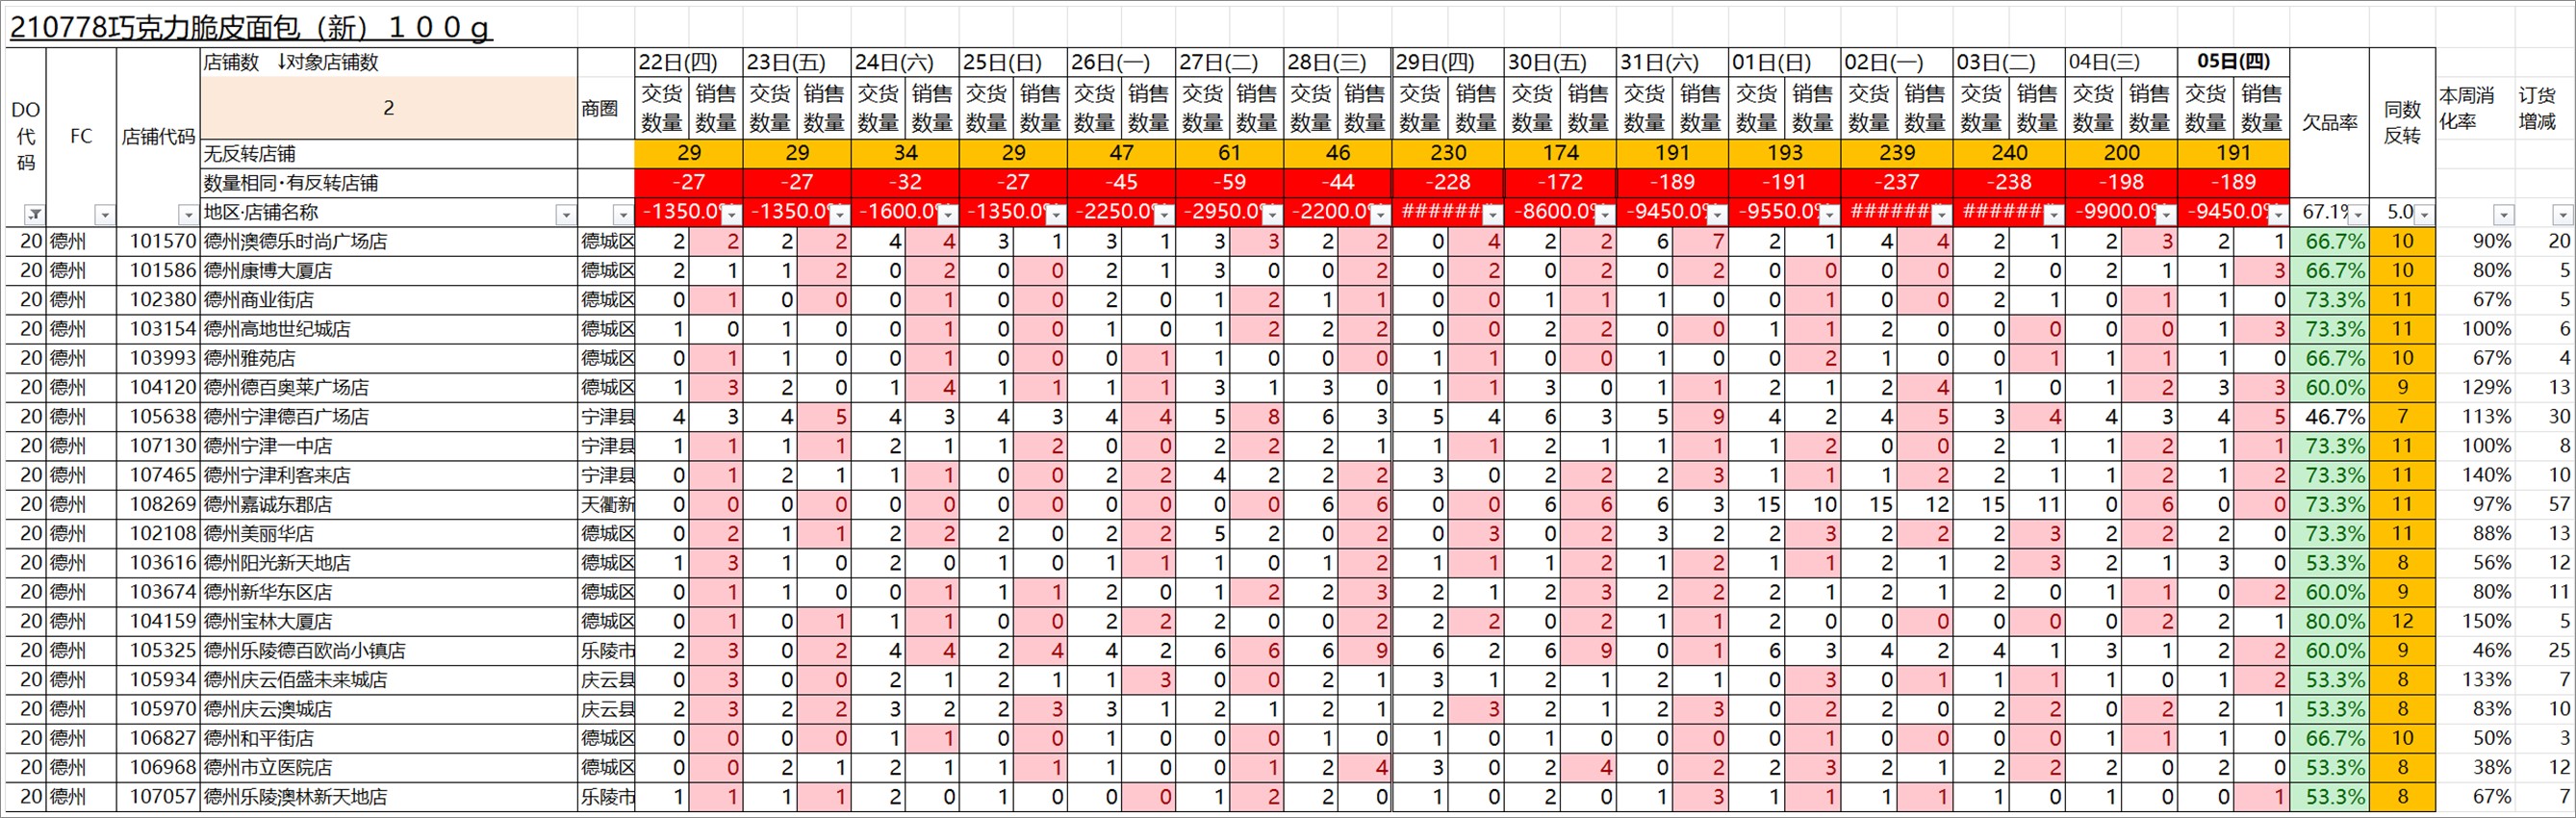 210778巧克力脆皮面包（新）１００g
DO代码 FC 店铺代码 店铺数 ↓对象店铺数 商圈 22日(四) 23日(五) 24日(六) 25日(日) 26日(一) 27日(二) 28日(三) 29日(四) 30日(五) 31日(六) 01日(日) 02日(一) 03日(二) 04日(三) 05日(四) 欠品率 同数反转 本周消化率 订货增减
2 交货数量 销售数量 交货数量 销售数量 交货数量 销售数量 交货数量 销售数量 交货数量 销售数量 交货数量 销售数量 交货数量 销售数量 交货数量 销售数量 交货数量 销售数量 交货数量 销售数量 交货数量 销售数量 交货数量 销售数量 交货数量 销售数量 交货数量 销售数量 交货数量 销售数量
无反转店铺 29 29 34 29 47 61 46 230 174 191 193 239 240 200 191
数量相同·有反转店铺 -27 -27 -32 -27 -45 -59 -44 -228 -172 -189 -191 -237 -238 -198 -189
地区·店铺名称 -1350.0% -1350.0% -1600.0% -1350.0% -2250.0% -2950.0% -2200.0% ####### -8600.0% -9450.0% -9550.0% ####### ####### -9900.0% -9450.0% 67.1% 5.0
20 德州 101570 德州澳德乐时尚广场店 德城区 2 2 2 2 4 4 3 1 3 1 3 3 2 2 0 4 2 2 6 7 2 1 4 4 2 1 2 3 2 1 66.7% 10 90% 20
20 德州 101586 德州康博大厦店 德城区 2 1 1 2 0 2 0 0 2 1 3 0 0 2 0 2 0 2 0 2 0 0 0 0 2 0 2 1 1 3 66.7% 10 80% 5
20 德州 102380 德州商业街店 德城区 0 1 0 0 0 1 0 0 2 0 1 2 1 1 0 0 1 1 1 0 0 1 0 0 2 1 0 1 1 0 73.3% 11 67% 5
20 德州 103154 德州高地世纪城店 德城区 1 0 1 0 0 1 0 0 1 0 1 2 2 2 0 0 2 2 0 0 1 1 2 0 0 0 0 0 1 3 73.3% 11 100% 6
20 德州 103993 德州雅苑店 德城区 0 1 1 0 0 1 0 0 0 1 1 0 0 0 1 1 0 0 1 0 0 2 1 0 0 1 1 1 1 0 66.7% 10 67% 4
20 德州 104120 德州德百奥莱广场店 德城区 1 3 2 0 1 4 1 1 1 1 3 1 3 0 1 1 3 0 1 1 2 1 2 4 1 0 1 2 3 3 60.0% 9 129% 13
20 德州 105638 德州宁津德百广场店 宁津县 4 3 4 5 4 3 4 3 4 4 5 8 6 3 5 4 6 3 5 9 4 2 4 5 3 4 4 3 4 5 46.7% 7 113% 30
20 德州 107130 德州宁津一中店 宁津县 1 1 1 1 2 1 1 2 0 0 2 2 2 1 1 1 2 1 1 1 1 2 0 0 2 1 1 2 1 1 73.3% 11 100% 8
20 德州 107465 德州宁津利客来店 宁津县 0 1 2 1 1 1 0 0 2 2 4 2 2 2 3 0 2 2 2 3 1 1 1 2 2 1 1 2 1 2 73.3% 11 140% 10
20 德州 108269 德州嘉诚东郡店 天衢新 0 0 0 0 0 0 0 0 0 0 0 0 6 6 0 0 6 6 6 3 15 10 15 12 15 11 0 6 0 0 73.3% 11 97% 57
20 德州 102108 德州美丽华店 德城区 0 2 1 1 2 2 2 0 2 2 5 2 0 2 0 3 0 2 3 2 2 3 2 2 2 3 2 2 2 0 73.3% 11 88% 13
20 德州 103616 德州阳光新天地店 德城区 1 3 1 0 2 0 1 0 1 1 1 0 1 2 1 1 1 1 1 2 1 1 2 1 2 3 2 1 3 0 53.3% 8 56% 12
20 德州 103674 德州新华东区店 德城区 0 1 1 0 0 1 1 1 2 0 1 2 2 3 2 1 2 3 2 2 2 1 2 1 2 0 1 1 0 2 60.0% 9 80% 11
20 德州 104159 德州宝林大厦店 德城区 0 1 0 1 1 1 0 0 2 2 2 0 0 2 2 2 0 2 1 1 2 0 0 0 0 0 0 2 2 1 80.0% 12 150% 5
20 德州 105325 德州乐陵德百欧尚小镇店 乐陵市 2 3 0 2 4 4 2 4 4 2 6 6 6 9 6 2 6 9 0 1 6 3 4 2 4 1 3 1 2 2 60.0% 9 46% 25
20 德州 105934 德州庆云佰盛未来城店 庆云县 0 3 0 0 2 1 2 1 1 3 0 0 2 1 3 1 2 1 2 1 0 3 0 1 1 1 1 0 1 2 53.3% 8 133% 7
20 德州 105970 德州庆云澳城店 庆云县 2 3 2 2 3 2 2 3 3 1 2 1 2 1 2 3 2 1 2 3 0 2 2 0 2 2 0 2 2 1 53.3% 8 83% 10
20 德州 106827 德州和平街店 德城区 0 0 0 0 1 1 0 0 1 0 0 0 1 0 1 0 1 0 0 0 0 1 0 0 0 0 1 1 1 0 66.7% 10 50% 3
20 德州 106968 德州市立医院店 德城区 0 0 2 1 2 1 1 1 1 0 0 1 2 4 3 0 2 4 0 2 2 3 2 1 2 2 2 0 2 0 53.3% 8 38% 12
20 德州 107057 德州乐陵澳林新天地店 乐陵市 1 1 1 1 2 0 1 0 0 0 1 2 2 0 1 0 2 0 1 3 1 1 1 1 1 0 1 0 0 1 53.3% 8 67% 7